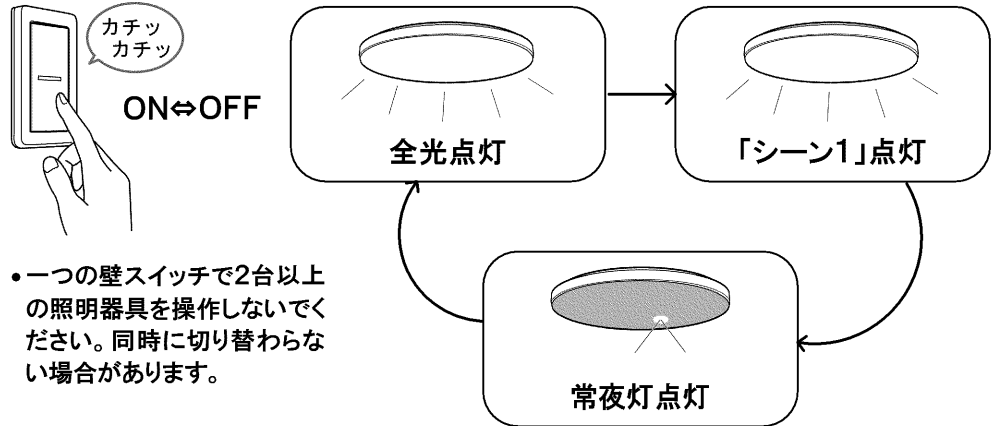 カチッ
カチッ
ON⇔OFF
全光点灯
「シーン1」点灯
常夜灯点灯
•一つの壁スイッチで2台以上
の照明器具を操作しないでく
ださい。同時に切り替わらな
い場合があります。